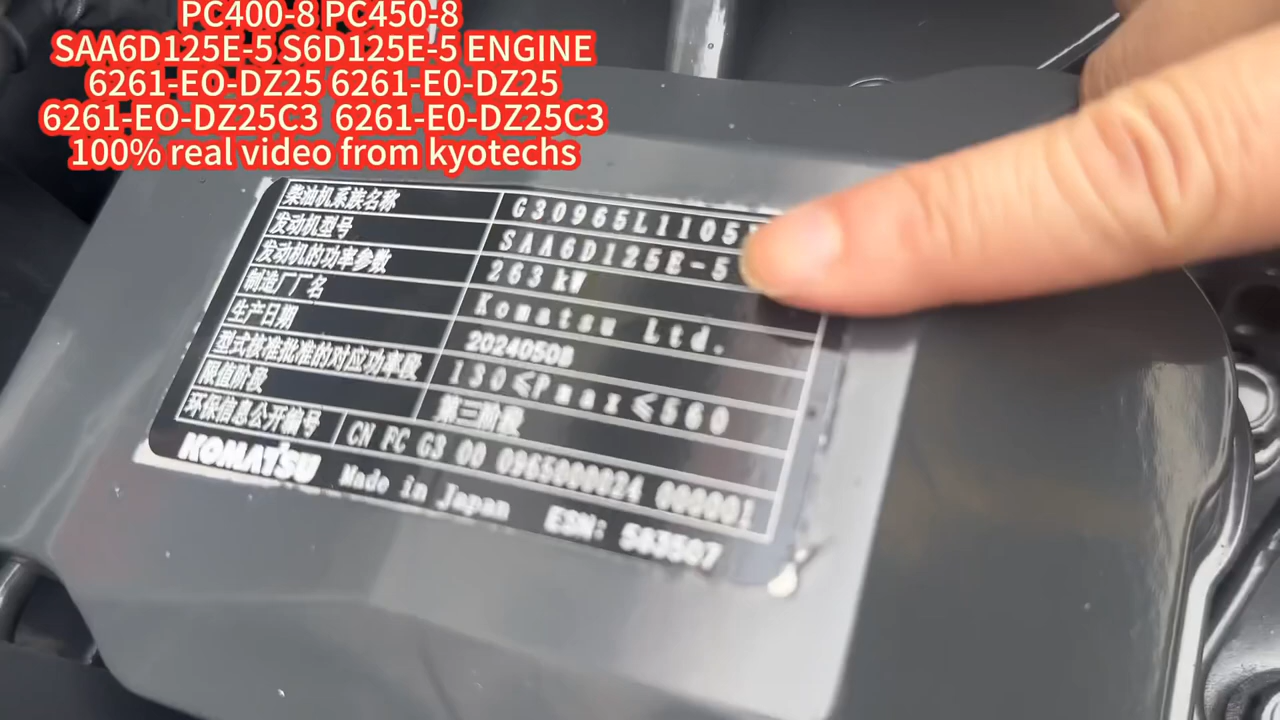 PC400-8 PC450-8
SAA6D125E-5 S6D125E-5 ENGINE
6261-EO-DZ25 6261-E0-DZ25
6261-EO-DZ25C3 6261-E0-DZ25C3
100% real video from kyotechs
柴油机系族名称 G30965L1105
发动机型号 SAA6D125E-5
发动机的功率参数 263 kW
制造厂厂名 Komatsu Ltd.
生产日期 20240508
型式核准批准的对应功率段 130≤Pmax≤560
限值阶段 第三阶段
环保信息公开编号 CN FC G3 00 0965000024 000001
KOMATSU Made in Japan ESN: 583507